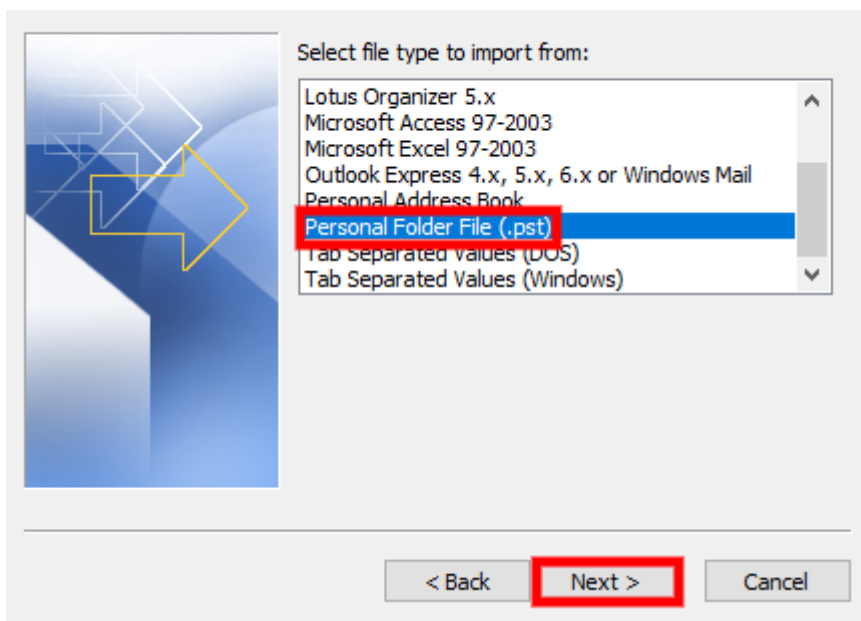 Select file type to import from:
Lotus Organizer 5.x
Microsoft Access 97-2003
Microsoft Excel 97-2003
Outlook Express 4.x, 5.x, 6.x or Windows Mail
Personal Address Book
Personal Folder File (.pst)
Tab Separated Values (DOS)
Tab Separated Values (Windows)
< Back Next > Cancel